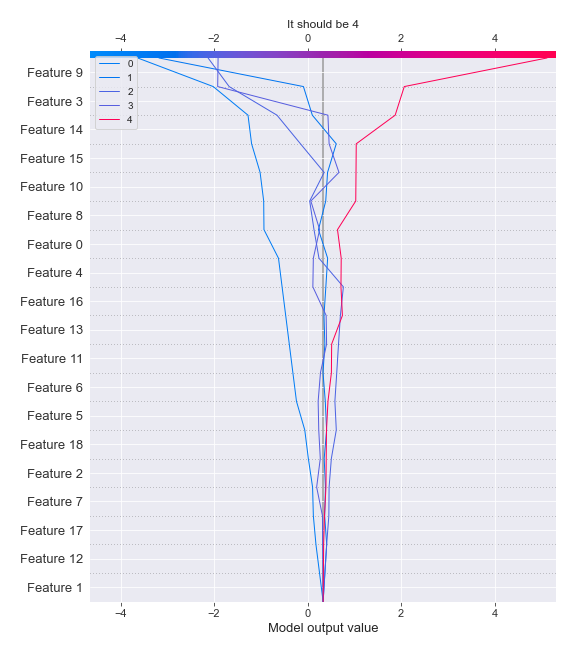 It should be 4
−4 −2 0 2 4
0
1
2
3
4
Feature 9
Feature 3
Feature 14
Feature 15
Feature 10
Feature 8
Feature 0
Feature 4
Feature 16
Feature 13
Feature 11
Feature 6
Feature 5
Feature 18
Feature 2
Feature 7
Feature 17
Feature 12
Feature 1
−4 −2 0 2 4
Model output value